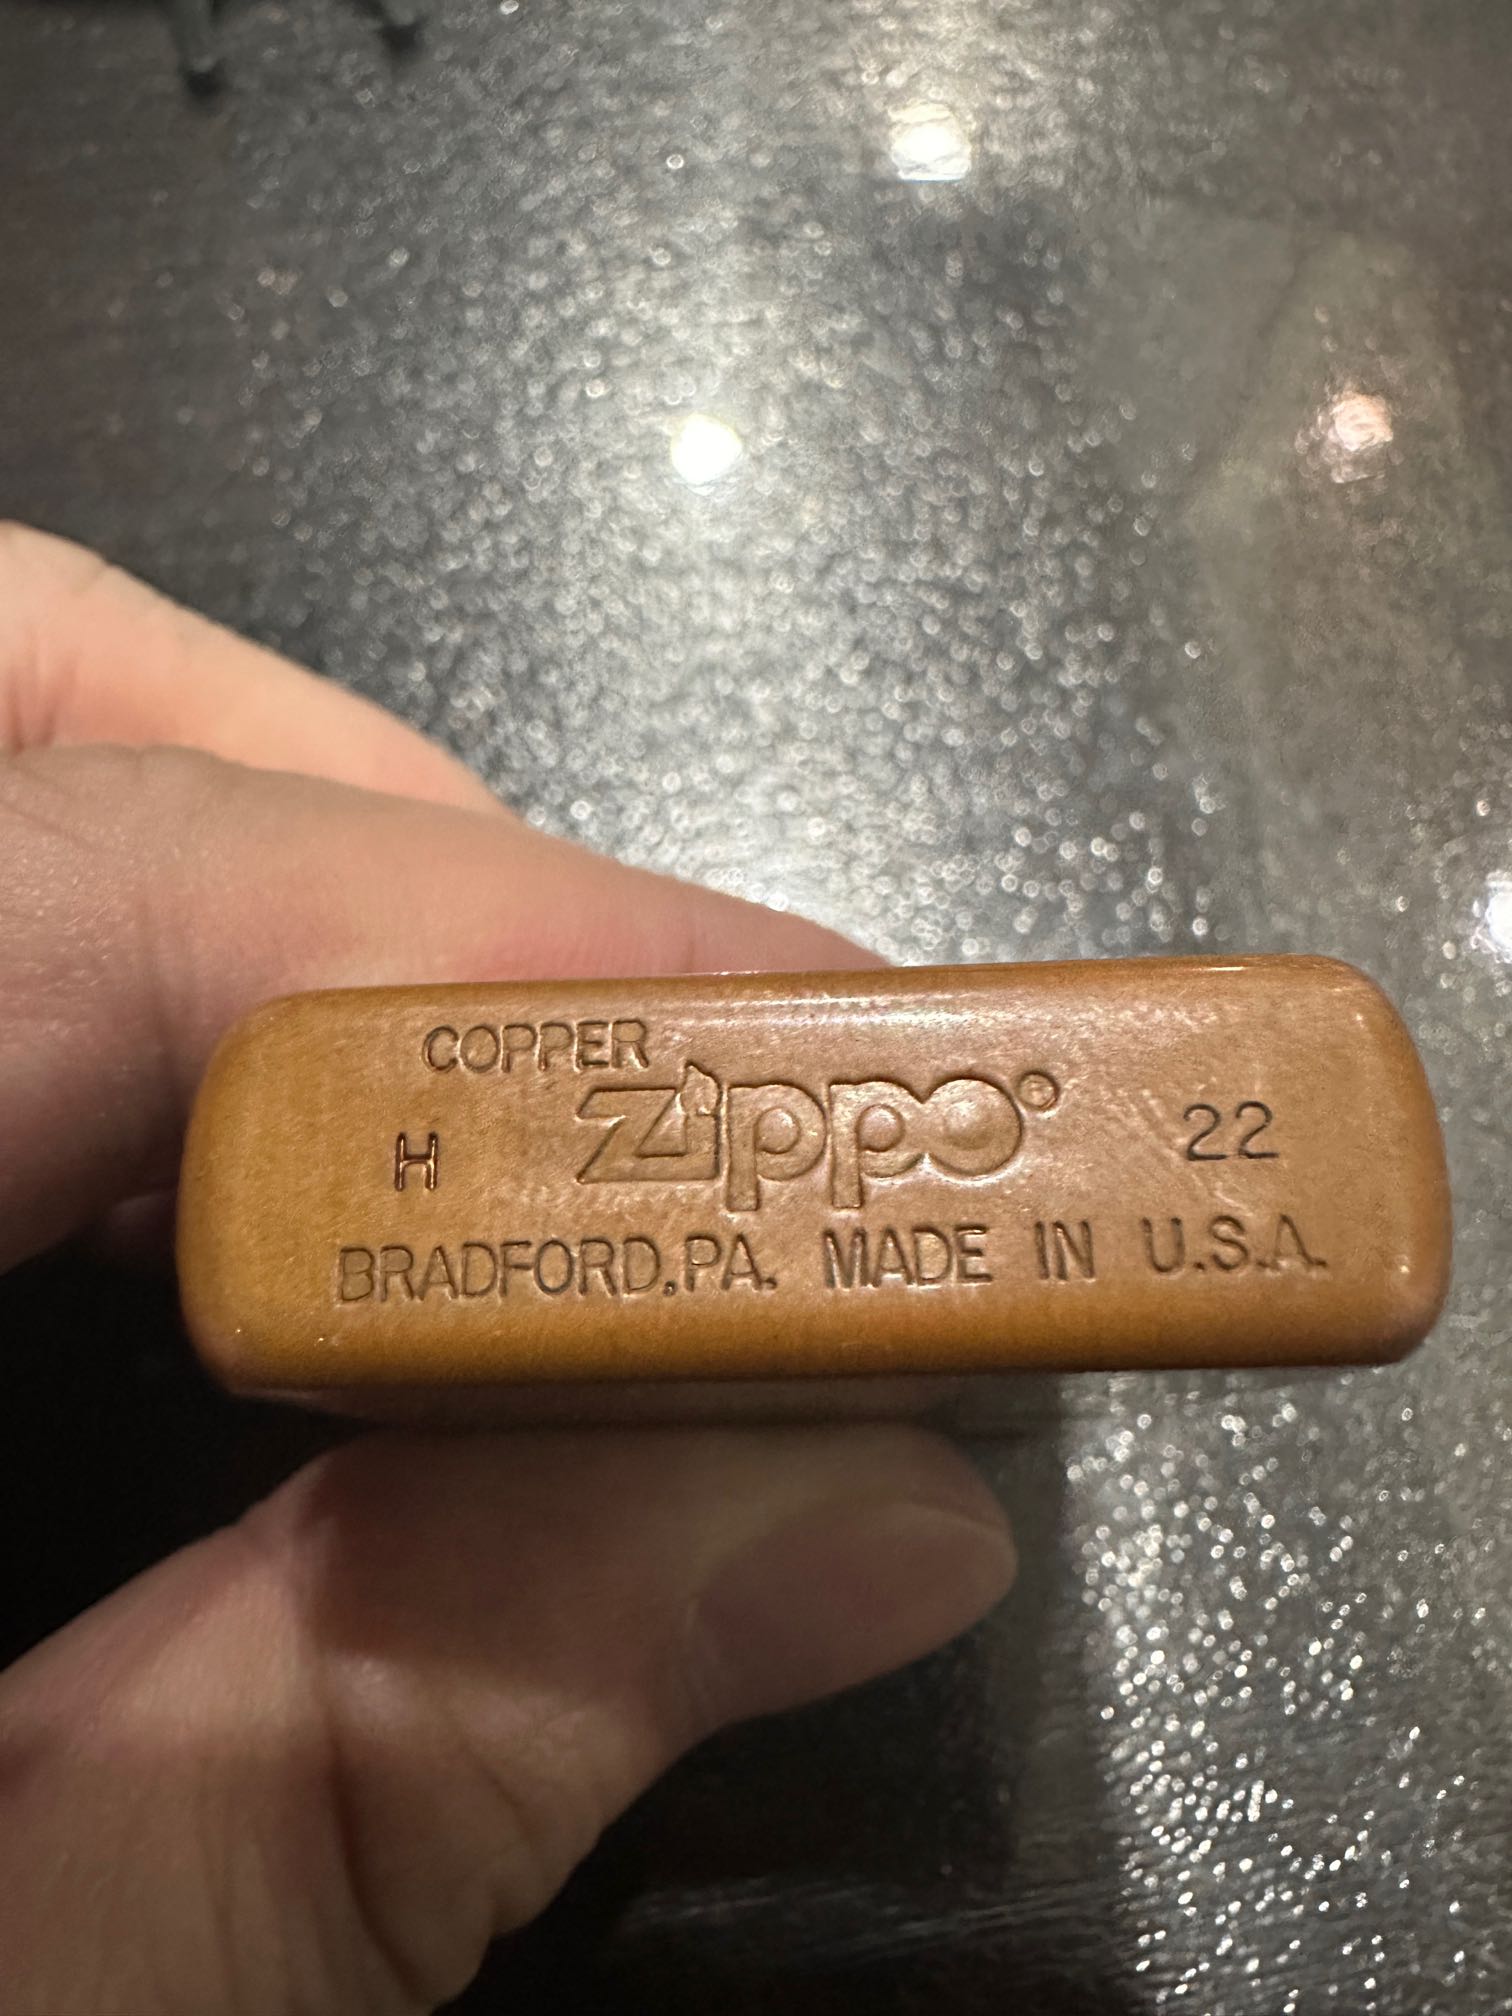 COPPER
H Zippo® 22
BRADFORD,PA. MADE IN U.S.A.